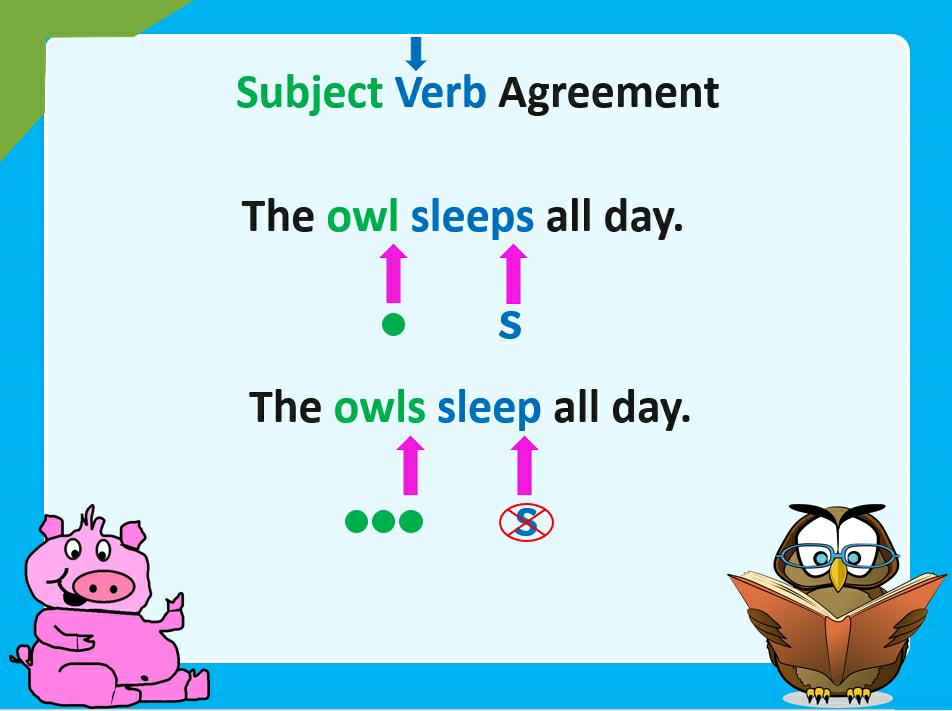 Subject Verb Agreement
The owl sleeps all day.
s
The owls sleep all day.
s